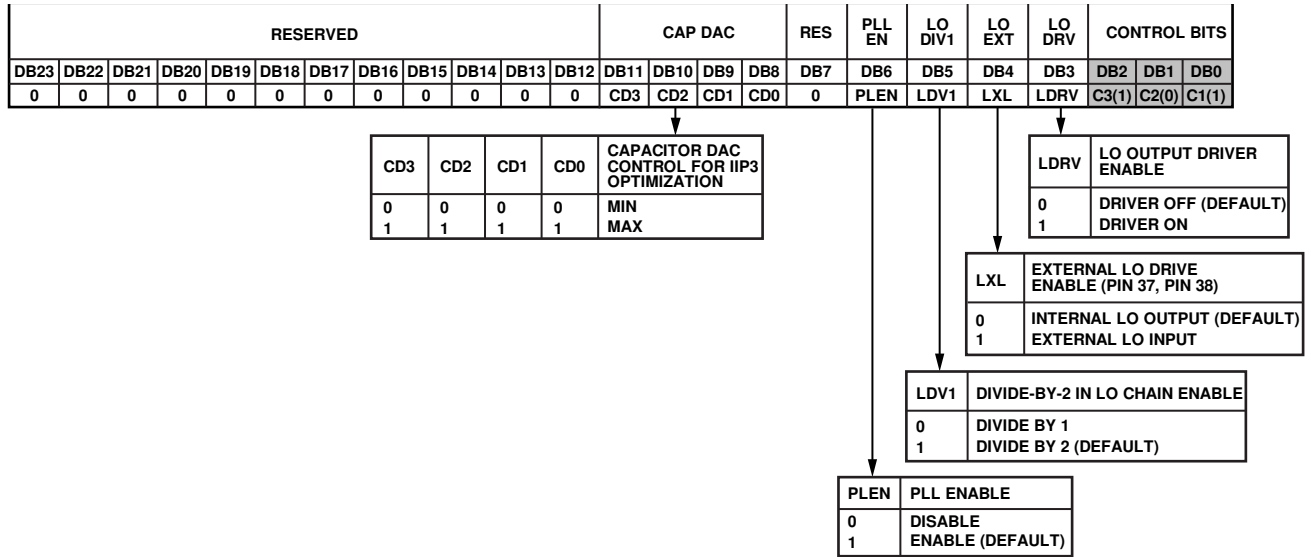 RESERVED CAP DAC RES PLL EN LO DIV1 LO EXT LO DRV CONTROL BITS
DB23 DB22 DB21 DB20 DB19 DB18 DB17 DB16 DB15 DB14 DB13 DB12 DB11 DB10 DB9 DB8 DB7 DB6 DB5 DB4 DB3 DB2 DB1 DB0
0 0 0 0 0 0 0 0 0 0 0 0 CD3 CD2 CD1 CD0 0 PLEN LDV1 LXL LDRV C3(1) C2(0) C1(1)
CD3 CD2 CD1 CD0 CAPACITOR DAC
CONTROL FOR IIP3
OPTIMIZATION
0 0 0 0 MIN
1 1 1 1 MAX
LDRV LO OUTPUT DRIVER
ENABLE
0 DRIVER OFF (DEFAULT)
1 DRIVER ON
LXL EXTERNAL LO DRIVE
ENABLE (PIN 37, PIN 38)
0 INTERNAL LO OUTPUT (DEFAULT)
1 EXTERNAL LO INPUT
LDV1 DIVIDE-BY-2 IN LO CHAIN ENABLE
0 DIVIDE BY 1
1 DIVIDE BY 2 (DEFAULT)
PLEN PLL ENABLE
0 DISABLE
1 ENABLE (DEFAULT)